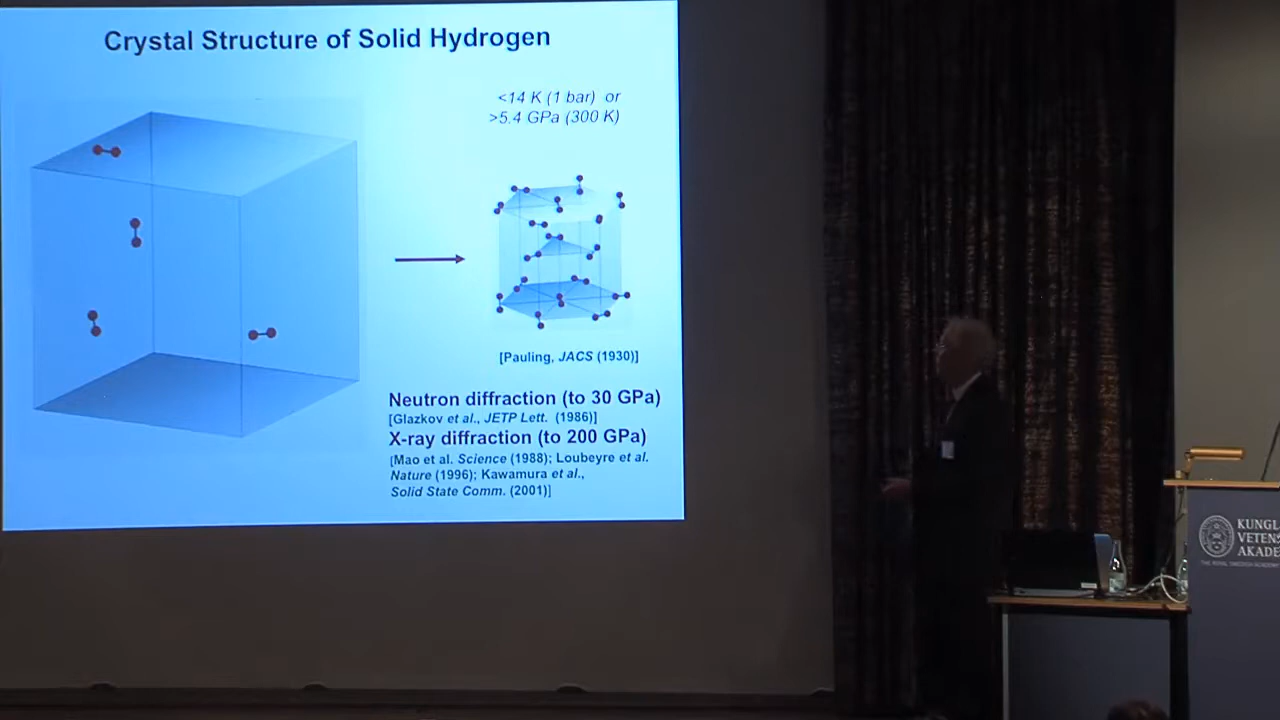 Crystal Structure of Solid Hydrogen
<14 K (1 bar) or
>5.4 GPa (300 K)
[Pauling, JACS (1930)]
Neutron diffraction (to 30 GPa)
[Glazkov et al., JETP Lett. (1986)]
X-ray diffraction (to 200 GPa)
[Mao et al. Science (1988); Loubeyre et al.
Nature (1996); Kawamura et al.,
Solid State Comm. (2001)]
KUNGL
VETENS
AKADE
THE ROYAL SWEDISH ACADEM